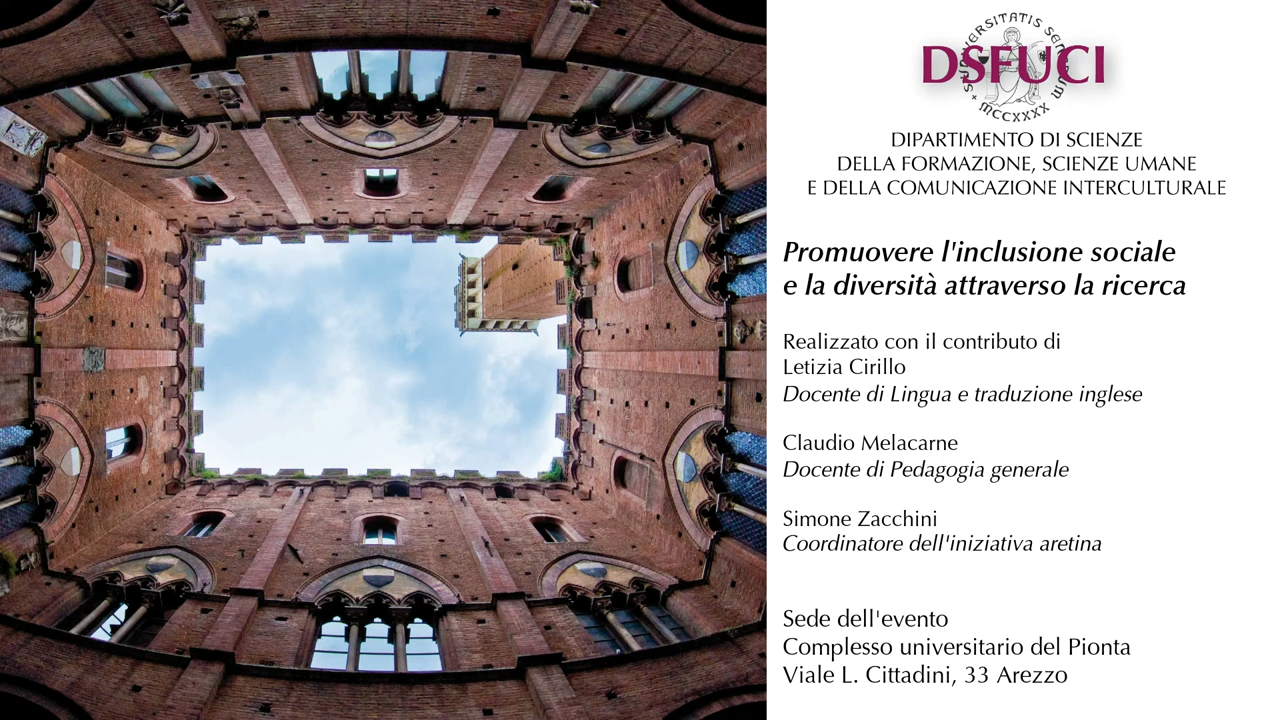 DSFUCI
MCCXXXX
DIPARTIMENTO DI SCIENZE
DELLA FORMAZIONE, SCIENZE UMANE
E DELLA COMUNICAZIONE INTERCULTURALE
Promuovere l'inclusione sociale
e la diversità attraverso la ricerca
Realizzato con il contributo di
Letizia Cirillo
Docente di Lingua e traduzione inglese
Claudio Melacarne
Docente di Pedagogia generale
Simone Zacchini
Coordinatore dell'iniziativa aretina
Sede dell'evento
Complesso universitario del Pionta
Viale L. Cittadini, 33 Arezzo